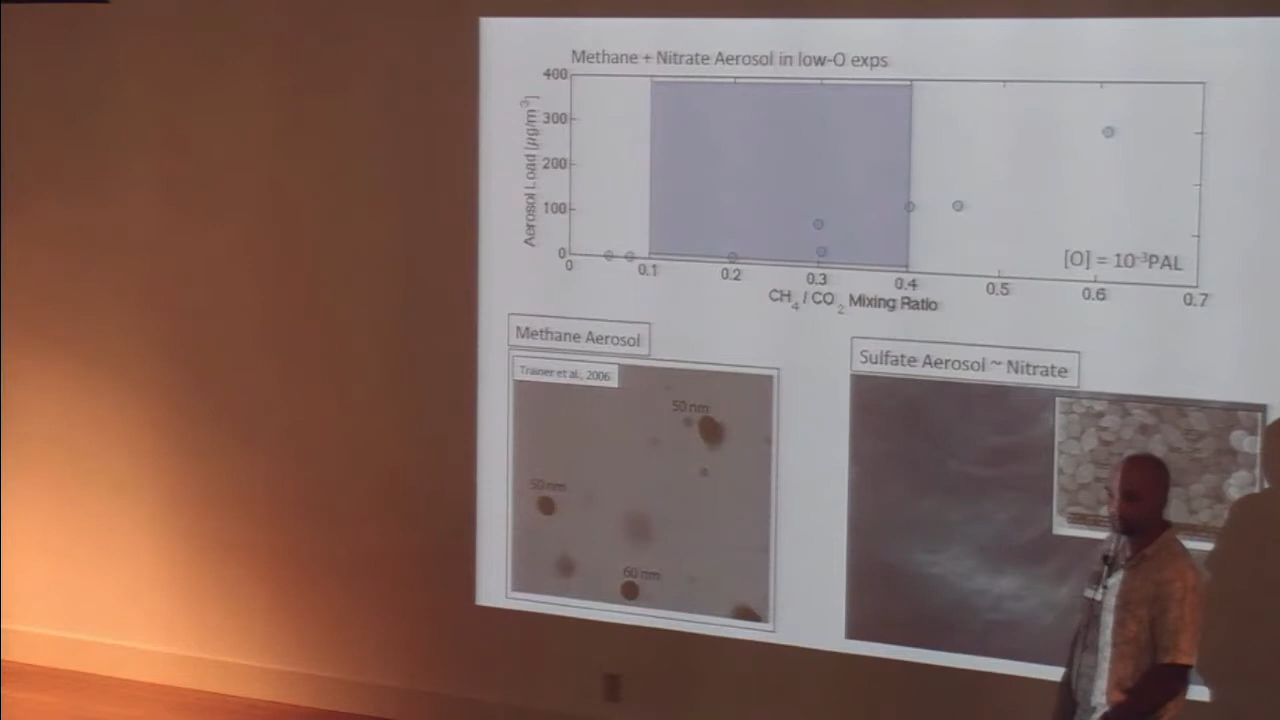 Methane + Nitrate Aerosol in low-O exps
400
300
200
100
0
Aerosol Load [µg/m³]
0
0.1
0.2
0.3
0.4
0.5
0.6
0.7
CH₄ / CO₂ Mixing Ratio
[O] = 10⁻³PAL
Methane Aerosol
Trainer et al., 2006
50 nm
50 nm
60 nm
Sulfate Aerosol ~ Nitrate